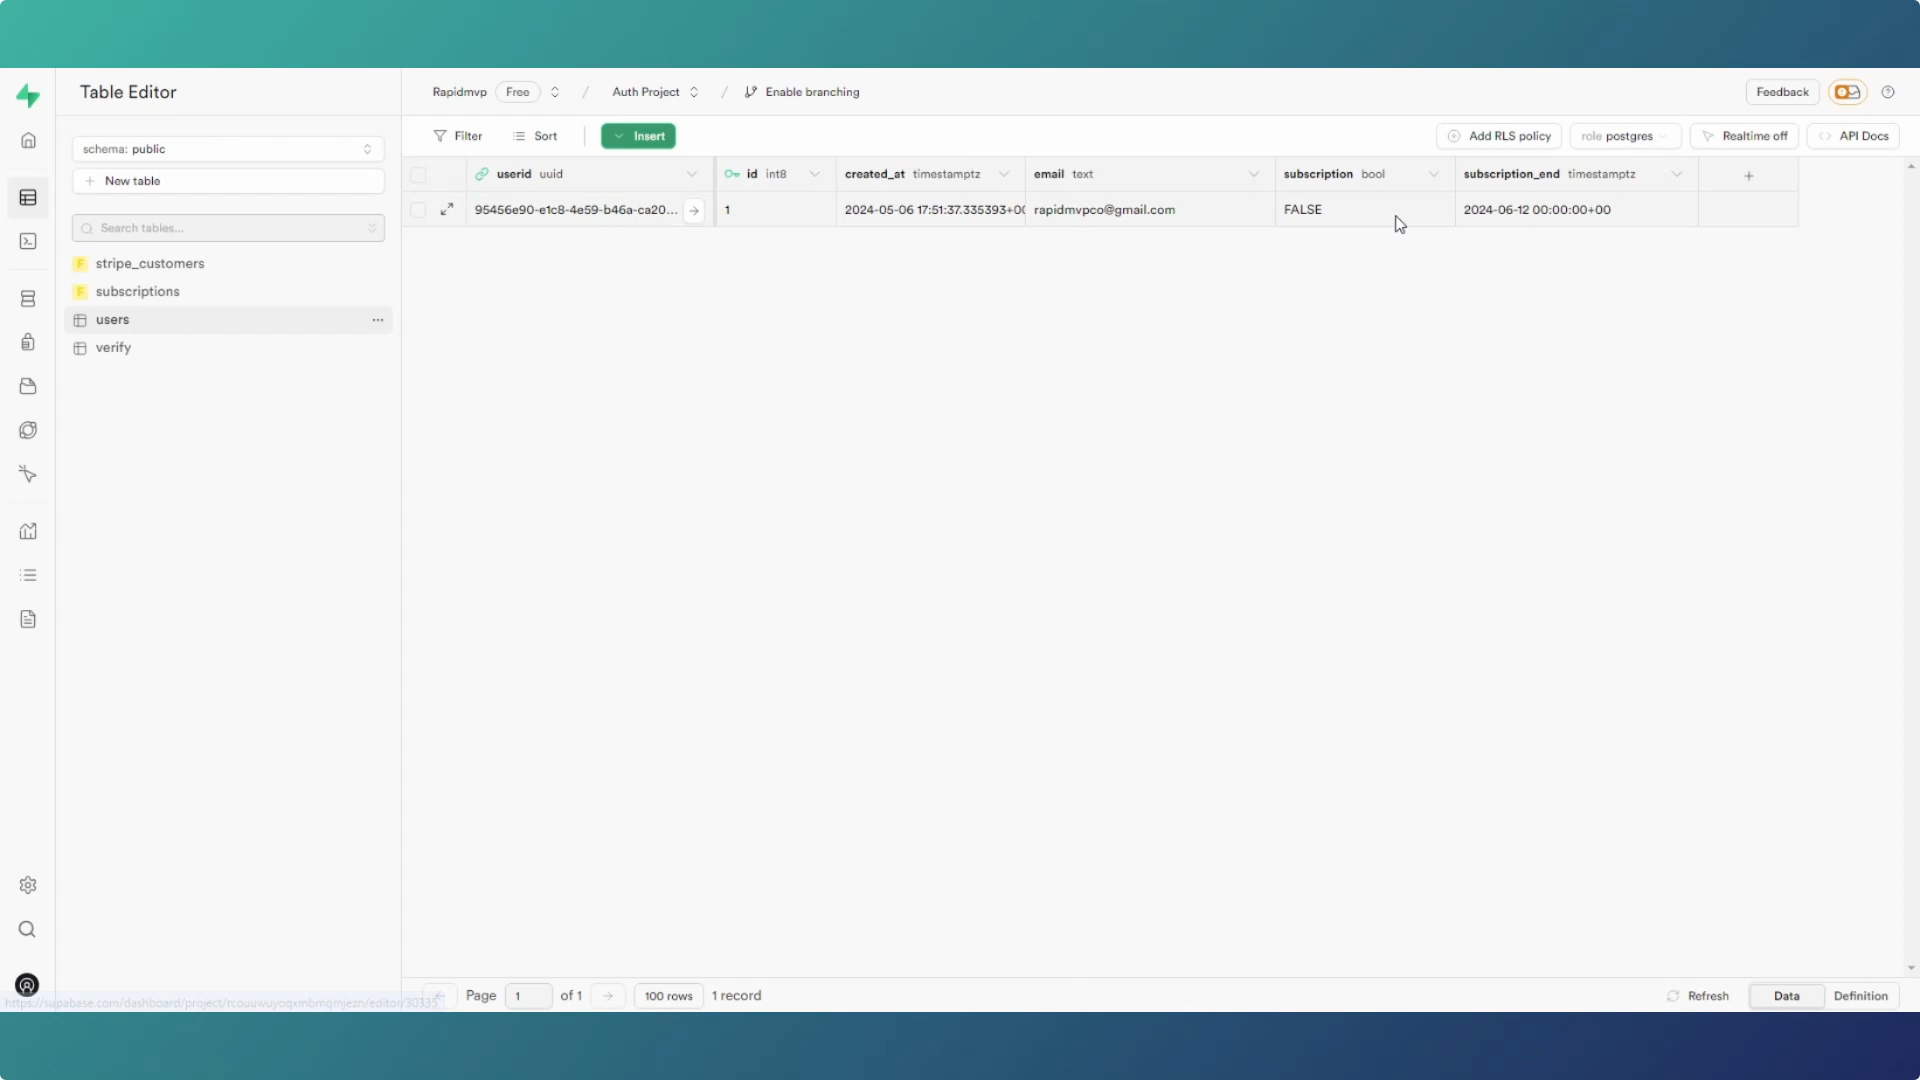 Table Editor
Rapidmvp Free / Auth Project / Enable branching
Feedback
schema: public
New table
Search tables...
F stripe_customers
F subscriptions
users
verify
Filter Sort Insert
Add RLS policy role postgres Realtime off API Docs
userid uuid id int8 created_at timestamptz email text subscription bool subscription_end timestamptz
95456e90-e1c8-4e59-b46a-ca20... 1 2024-05-06 17:51:37.335393+00 rapidmvpco@gmail.com FALSE 2024-06-12 00:00:00+00
Page 1 of 1 100 rows 1 record
Refresh Data Definition